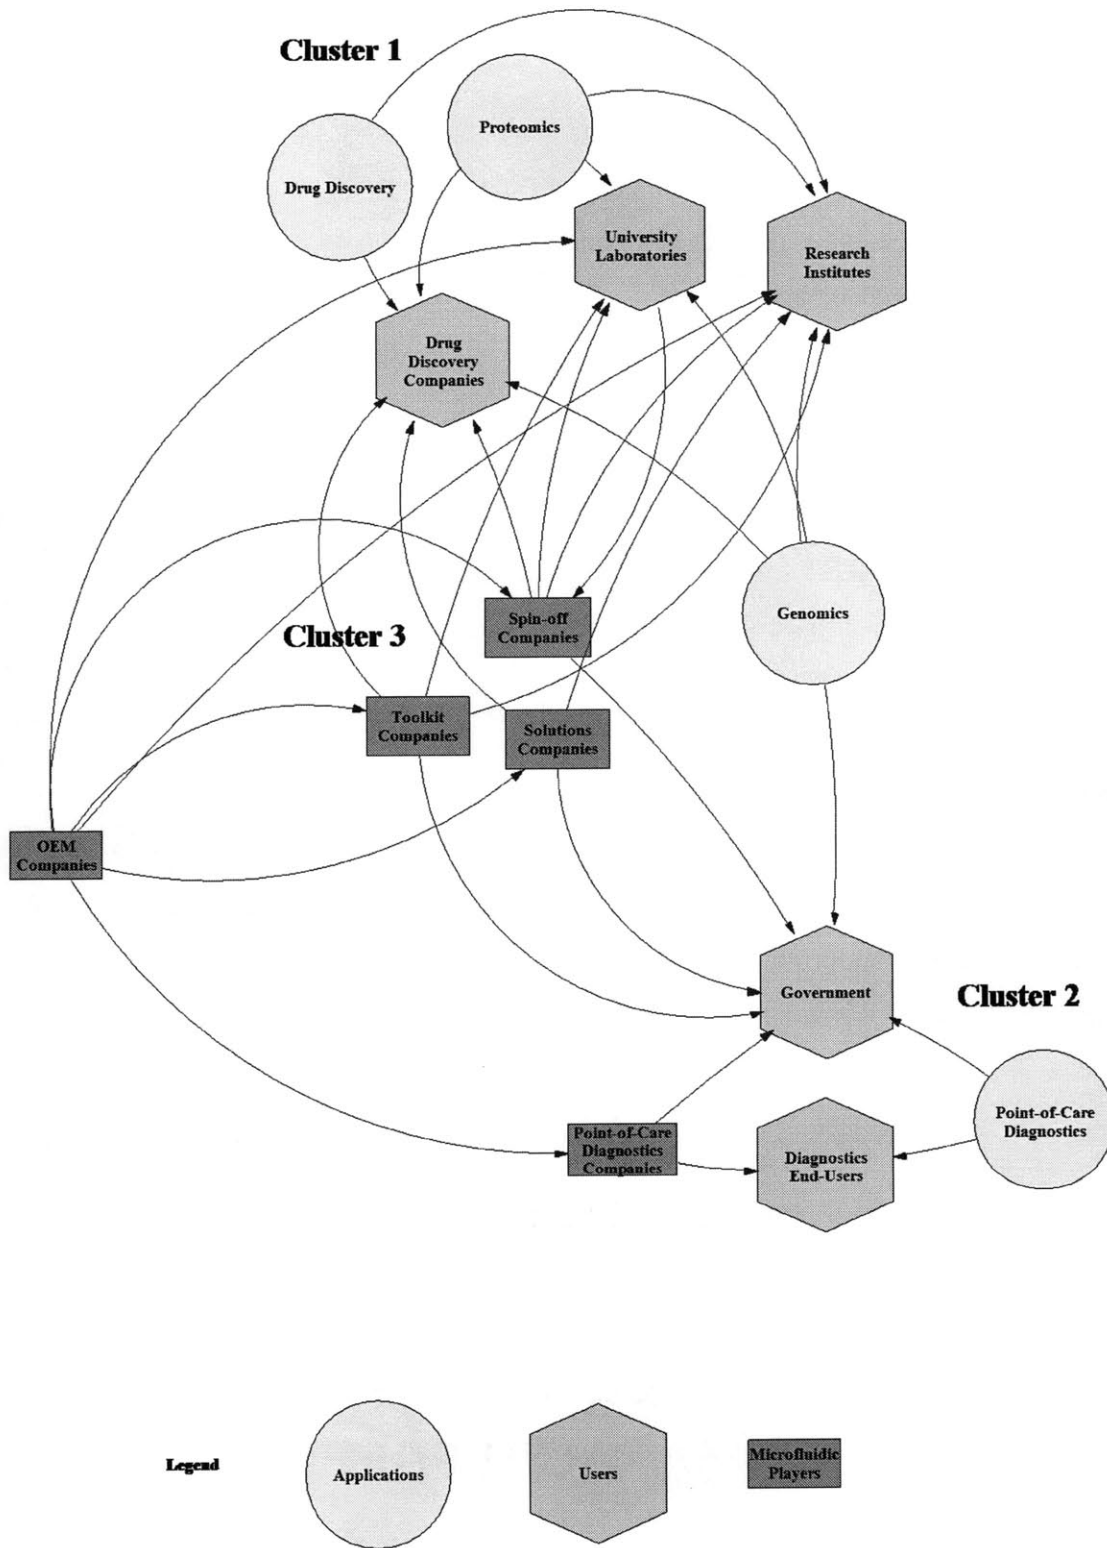 Cluster 1
Proteomics
Drug Discovery
University
Laboratories
Research
Institutes
Drug
Discovery
Companies
Spin-off
Companies
Genomics
Cluster 3
Toolkit
Companies
Solutions
Companies
OEM
Companies
Government
Cluster 2
Point-of-Care
Diagnostics
Point-of-Care
Diagnostics
Companies
Diagnostics
End-Users
Legend
Applications
Users
Microfluidic
Players